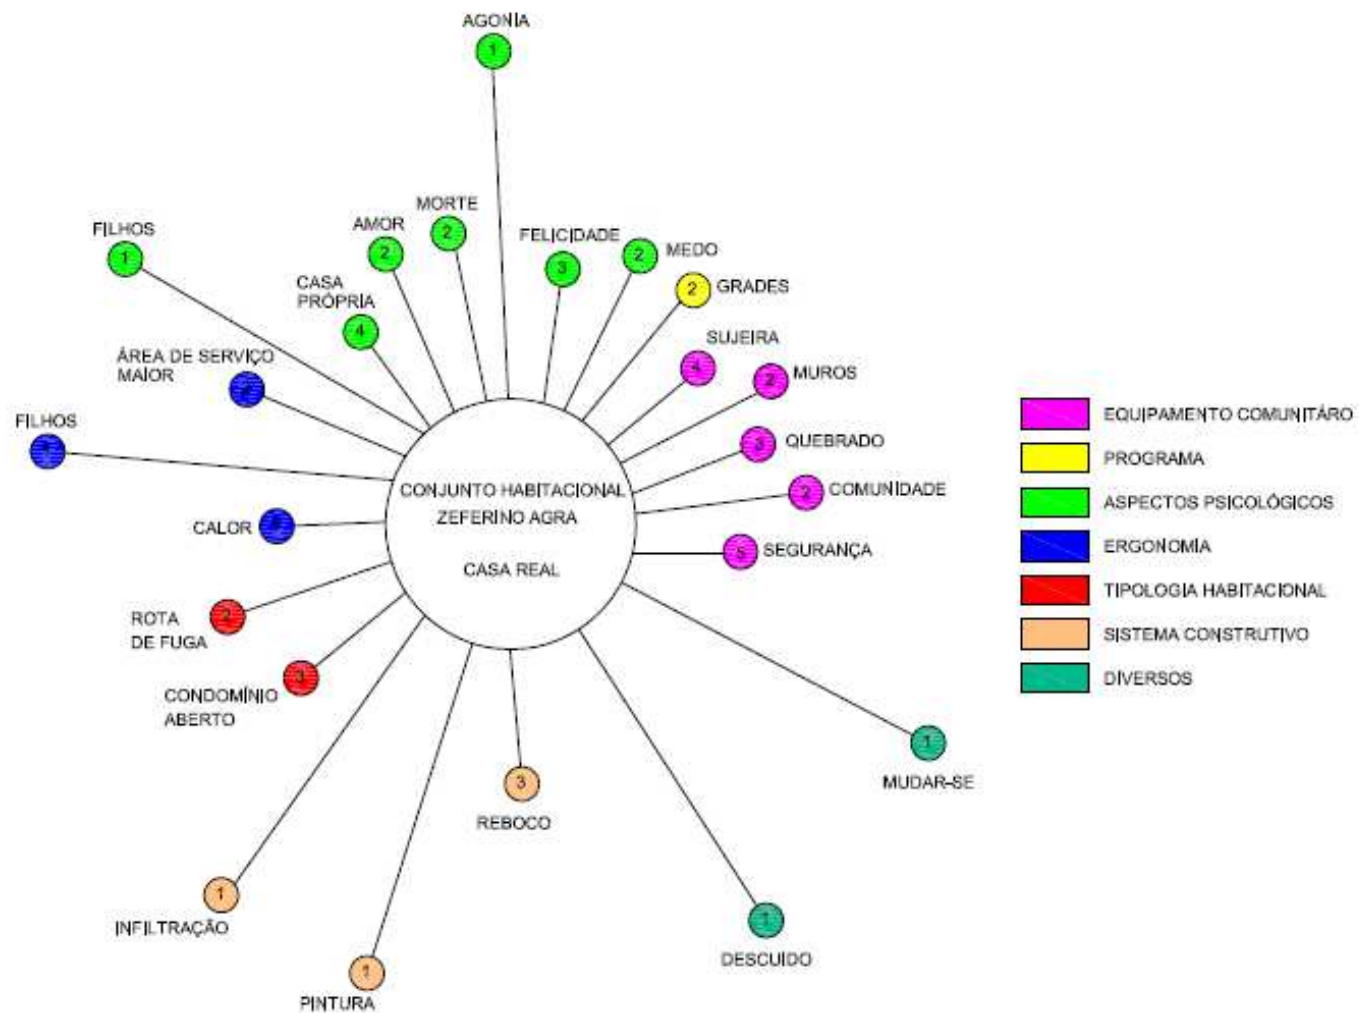 AGONIA
1
MORTE
2
AMOR
2
FELICIDADE
3
MEDO
2
FILHOS
1
CASA
PRÓPRIA
4
GRADES
2
SUJEIRA
4
ÁREA DE SERVIÇO
MAIOR
MUROS
2
FILHOS
QUEBRADO
3
COMUNIDADE
2
CALOR
SEGURANÇA
5
CONJUNTO HABITACIONAL
ZEFERINO AGRA
CASA REAL
ROTA
DE FUGA
2
CONDOMÍNIO
ABERTO
3
MUDAR-SE
1
REBOCO
3
INFILTRAÇÃO
1
DESCUIDO
1
PINTURA
1
EQUIPAMENTO COMUNITÁRO
PROGRAMA
ASPECTOS PSICOLÓGICOS
ERGONOMIA
TIPOLOGIA HABITACIONAL
SISTEMA CONSTRUTIVO
DIVERSOS